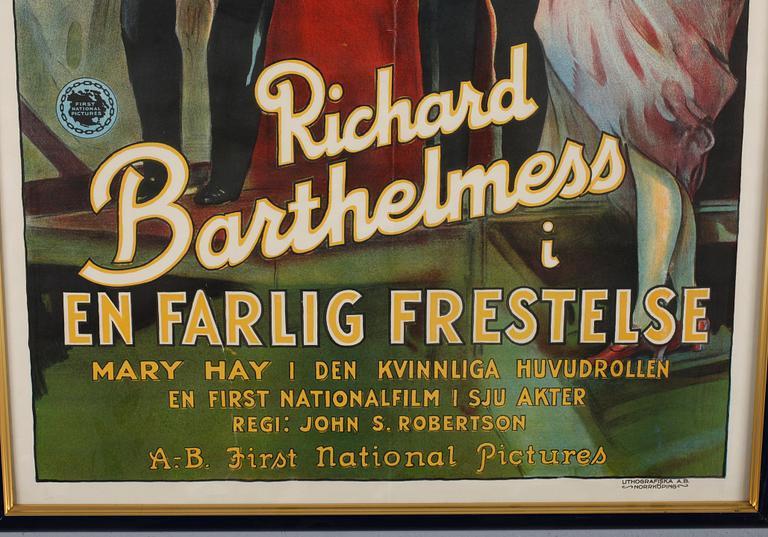 FIRST
NATIONAL
PICTURES
Richard
Barthelmess
i
EN FARLIG FRESTELSE
MARY HAY I DEN KVINNLIGA HUVUDROLLEN
EN FIRST NATIONALFILM I SJU AKTER
REGI: JOHN S. ROBERTSON
A.-B. First National Pictures
LITHOGRAFISKA A.B.
NORRKÖPING